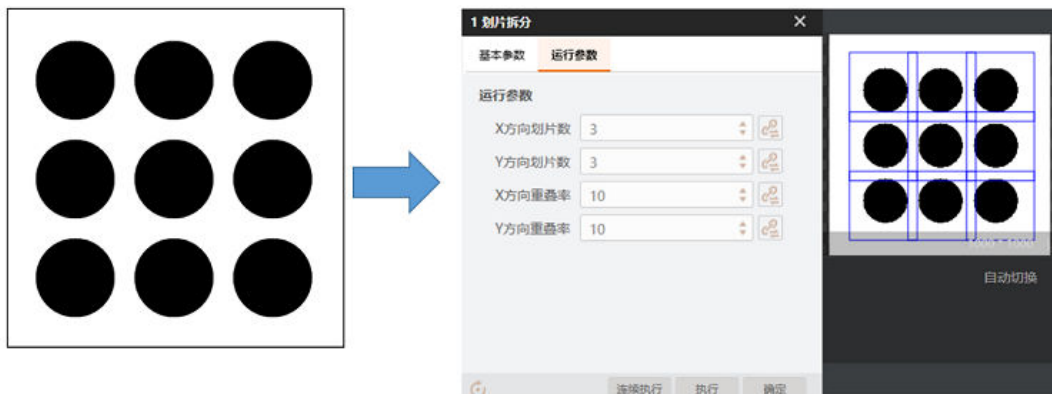 1 划片拆分
基本参数 运行参数
运行参数
X方向划片数 3
Y方向划片数 3
X方向重叠率 10
Y方向重叠率 10
自动切换
连续执行 执行 确定